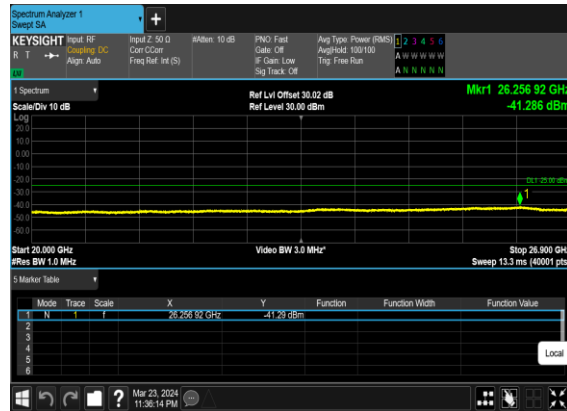 Spectrum Analyzer 1
Swept SA
+
KEYSIGHT Input: RF Input Z: 50 Ω #Atten: 10 dB PNO: Fast Avg Type: Power (RMS) 1 2 3 4 5 6
R T Coupling: DC Corr CCorr Gate: Off Avg|Hold: 100/100 A W W W W W
Align: Auto Freq Ref: Int (S) IF Gain: Low Trig: Free Run
Sig Track: Off A N N N N N
1 Spectrum Ref Lvl Offset 30.02 dB Mkr1 26.256 92 GHz
Scale/Div 10 dB Ref Level 30.00 dBm -41.286 dBm
Log
20.0
10.0
0.00
-10.0
-20.0
DL1 -25.00 dBm
-30.0
1
-40.0
-50.0
-60.0
Start 20.000 GHz Video BW 3.0 MHz* Stop 26.900 GHz
#Res BW 1.0 MHz Sweep 13.3 ms (40001 pts)
5 Marker Table
Mode Trace Scale X Y Function Function Width Function Value
1 N 1 f 26.256 92 GHz -41.29 dBm
2
3
4
5
6
Local
? Mar 23, 2024
11:36:14 PM